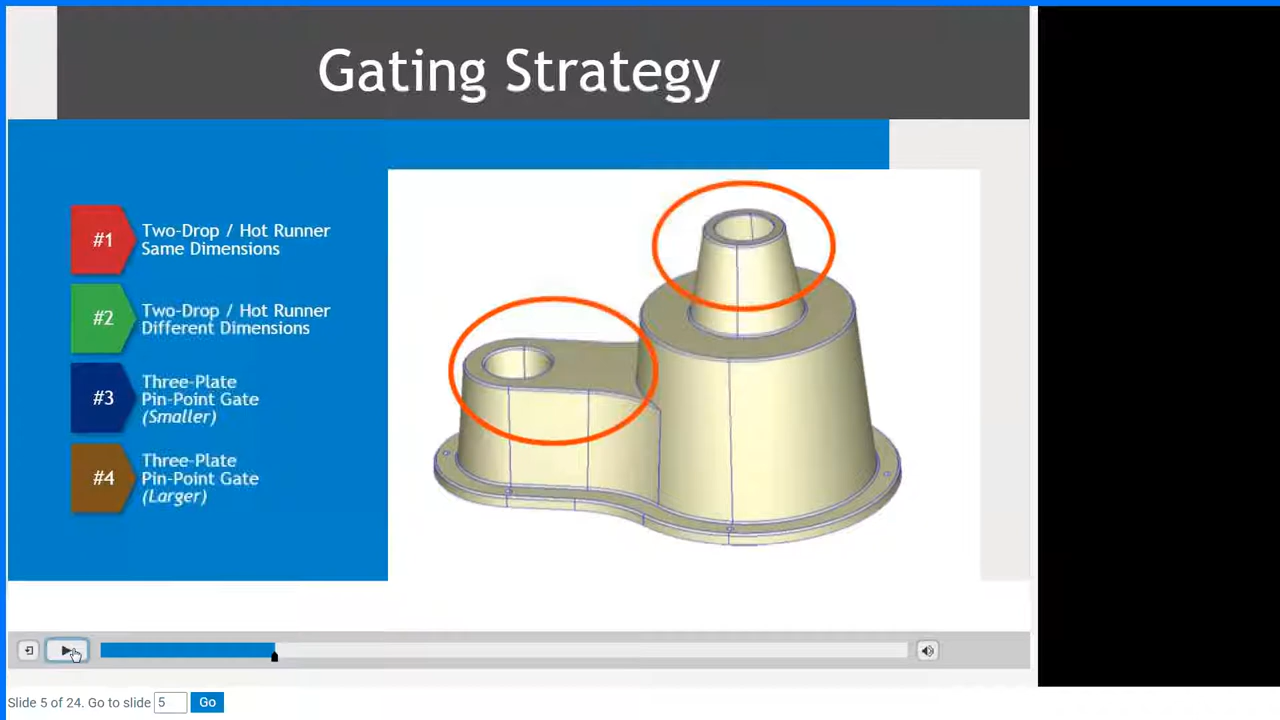 Gating Strategy
#1
Two-Drop / Hot Runner
Same Dimensions
#2
Two-Drop / Hot Runner
Different Dimensions
#3
Three-Plate
Pin-Point Gate
(Smaller)
#4
Three-Plate
Pin-Point Gate
(Larger)
Slide 5 of 24. Go to slide 5 Go